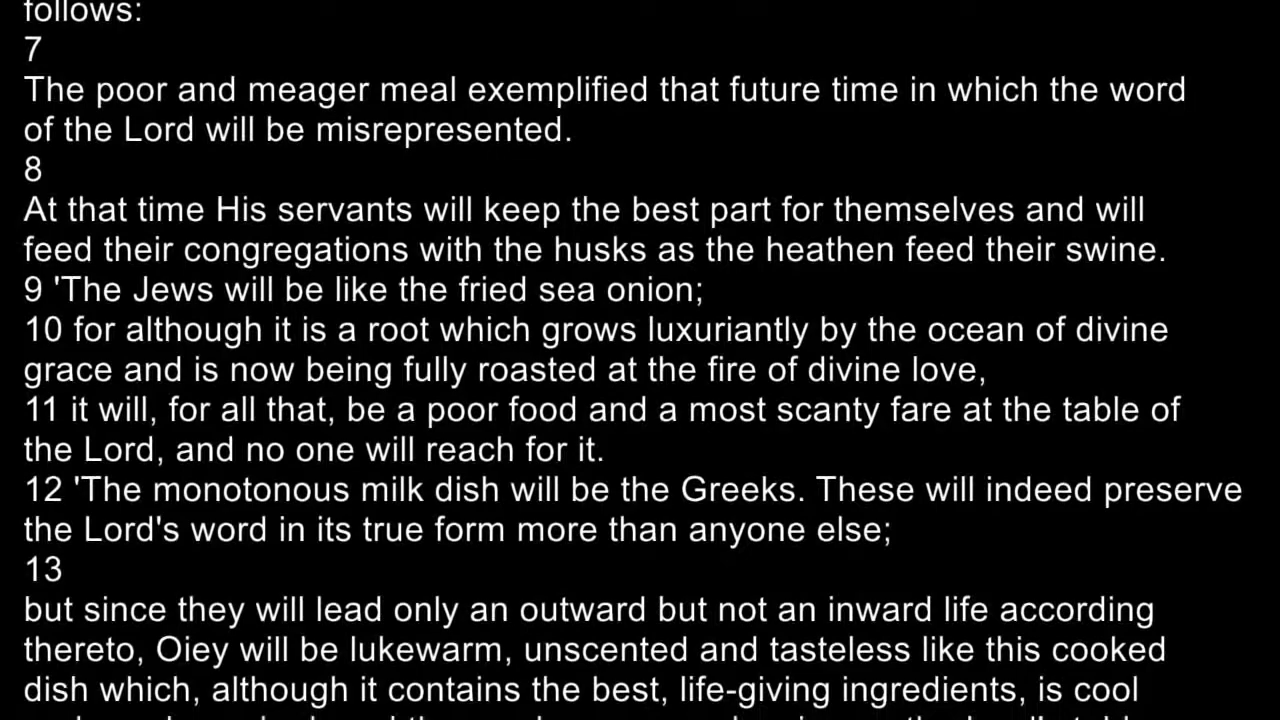 follows:
7
The poor and meager meal exemplified that future time in which the word
of the Lord will be misrepresented.
8
At that time His servants will keep the best part for themselves and will
feed their congregations with the husks as the heathen feed their swine.
9 'The Jews will be like the fried sea onion;
10 for although it is a root which grows luxuriantly by the ocean of divine
grace and is now being fully roasted at the fire of divine love,
11 it will, for all that, be a poor food and a most scanty fare at the table of
the Lord, and no one will reach for it.
12 'The monotonous milk dish will be the Greeks. These will indeed preserve
the Lord's word in its true form more than anyone else;
13
but since they will lead only an outward but not an inward life according
thereto, Oiey will be lukewarm, unscented and tasteless like this cooked
dish which, although it contains the best, life-giving ingredients, is cool